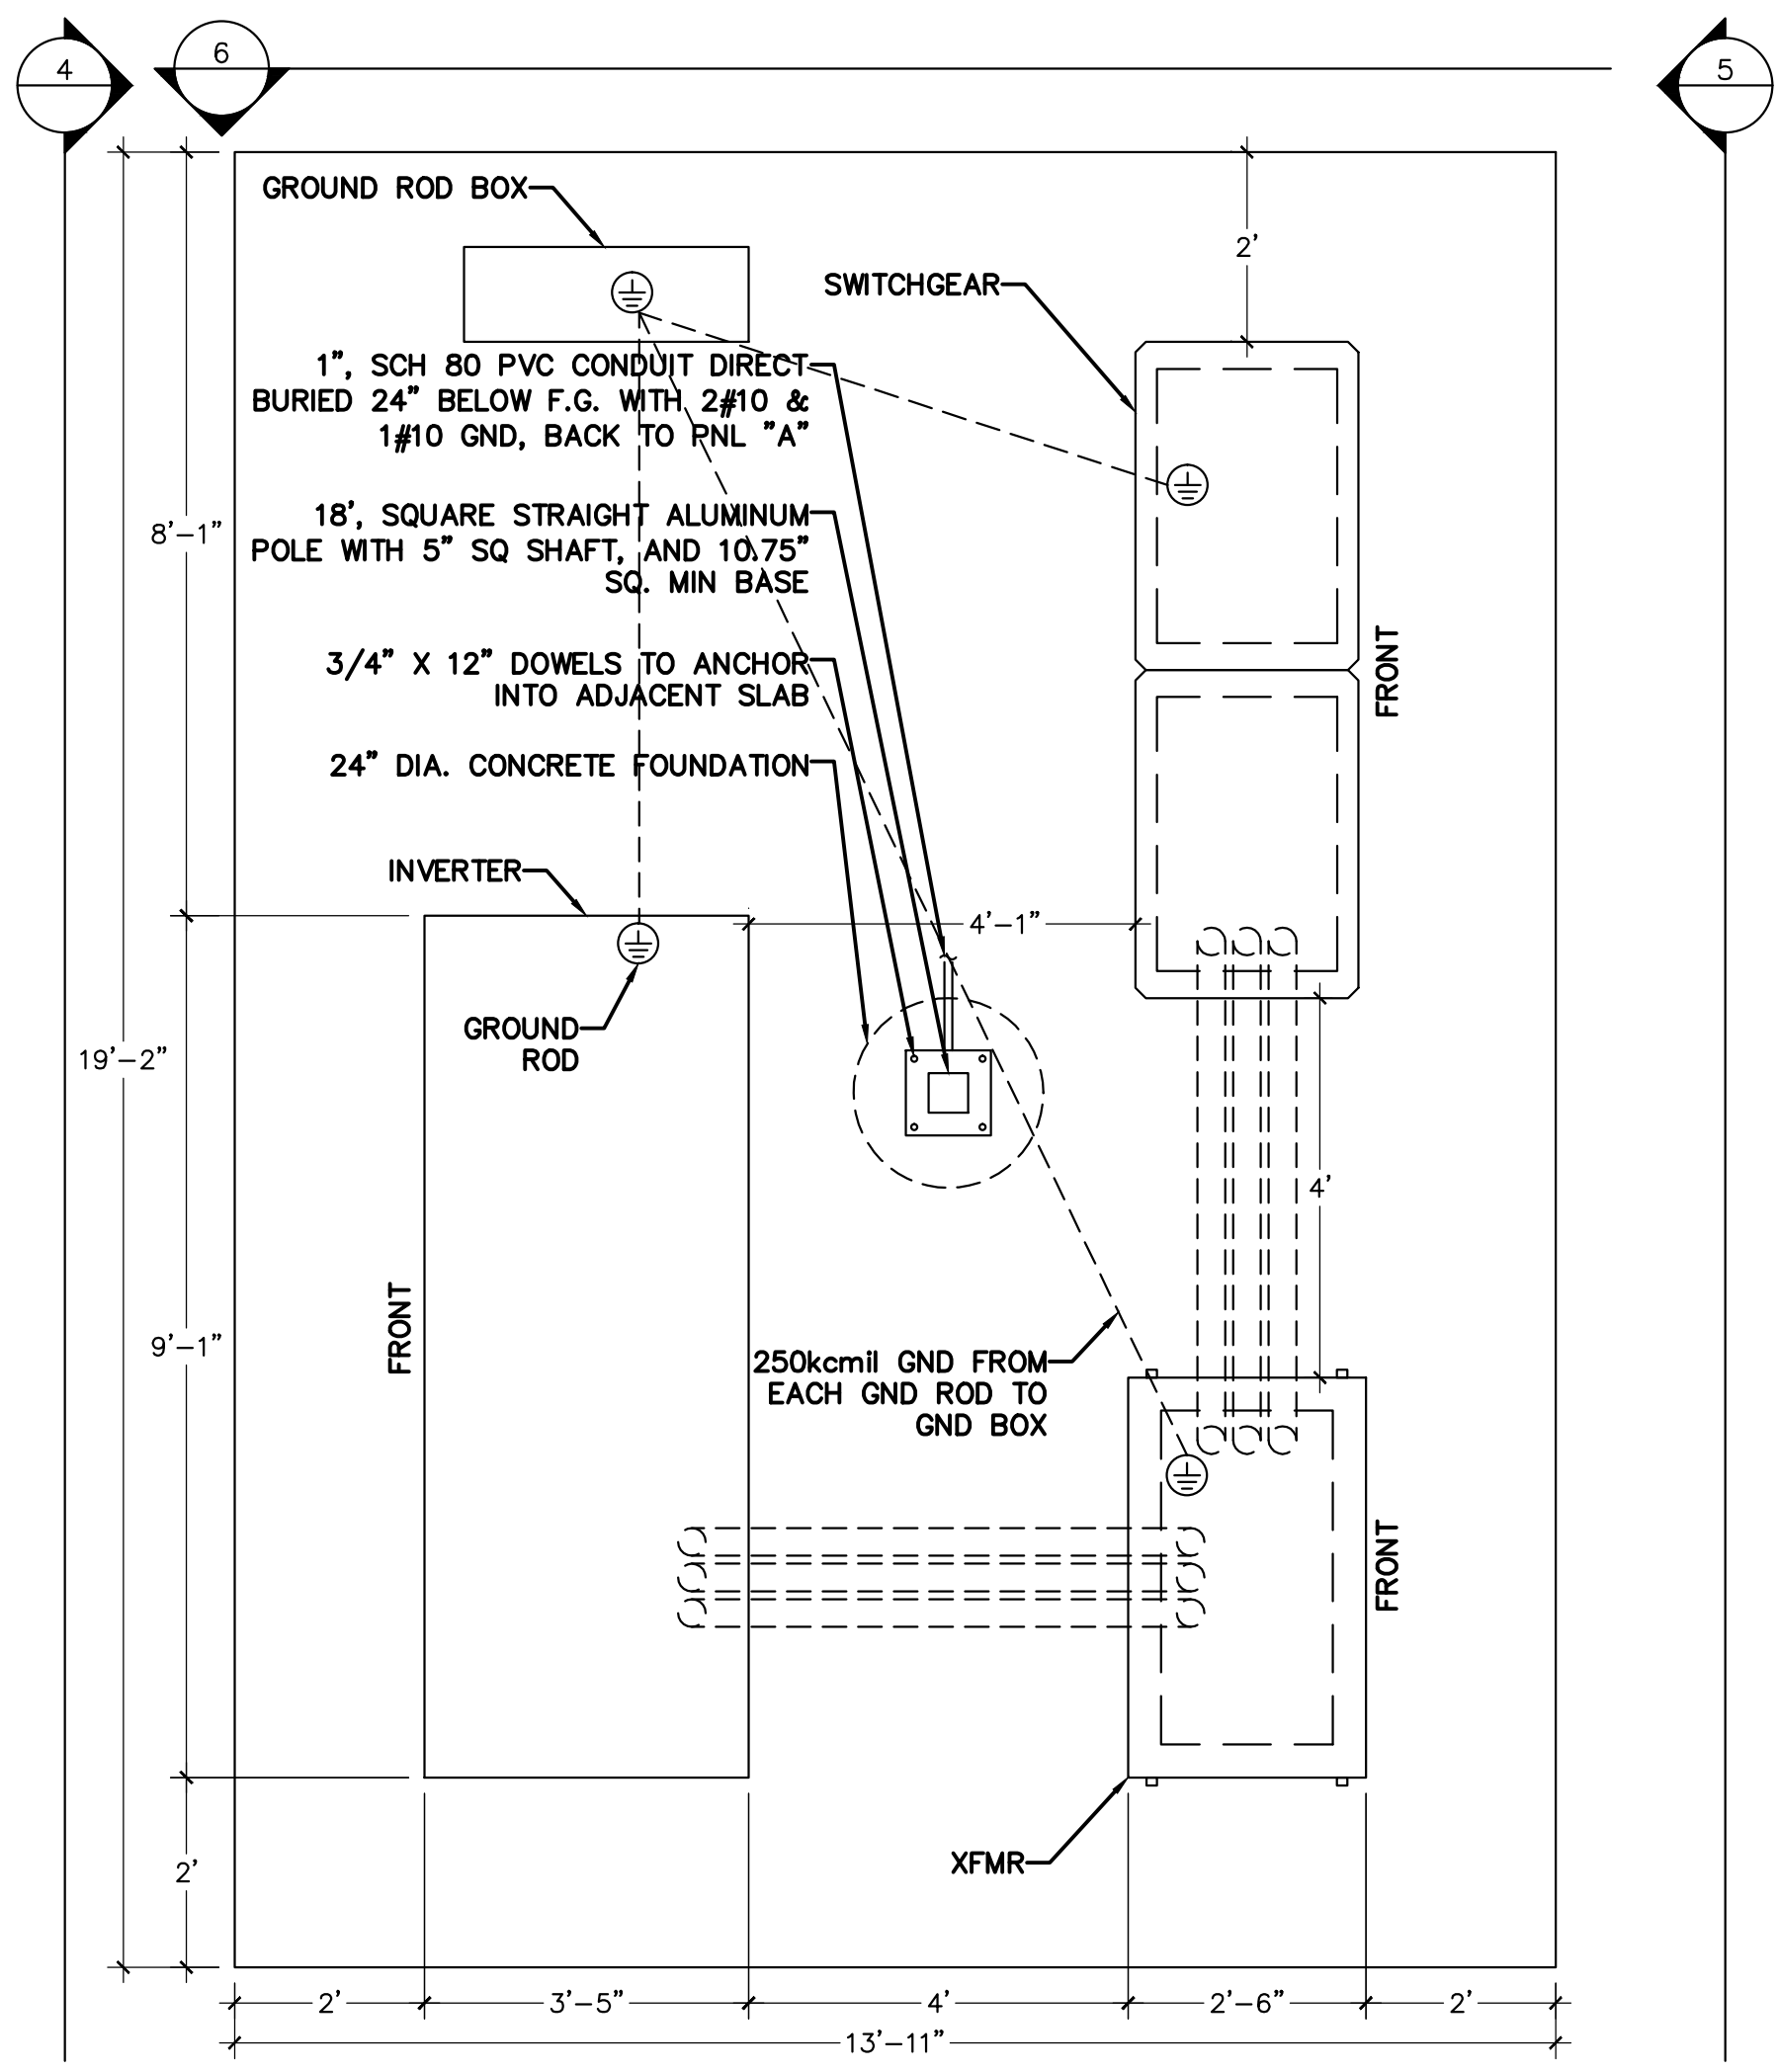 4
6
5
GROUND ROD BOX
2'
SWITCHGEAR
1", SCH 80 PVC CONDUIT DIRECT
BURIED 24" BELOW F.G. WITH 2#10 &
1#10 GND, BACK TO PNL "A"
8'-1"
18', SQUARE STRAIGHT ALUMINUM
POLE WITH 5" SQ SHAFT, AND 10.75"
SQ. MIN BASE
3/4" X 12" DOWELS TO ANCHOR
INTO ADJACENT SLAB
FRONT
24" DIA. CONCRETE FOUNDATION
INVERTER
4'-1"
GROUND
ROD
19'-2"
4'
FRONT
9'-1"
250kcmil GND FROM
EACH GND ROD TO
GND BOX
FRONT
XFMR
2'
2'
3'-5"
4'
2'-6"
2'
13'-11"